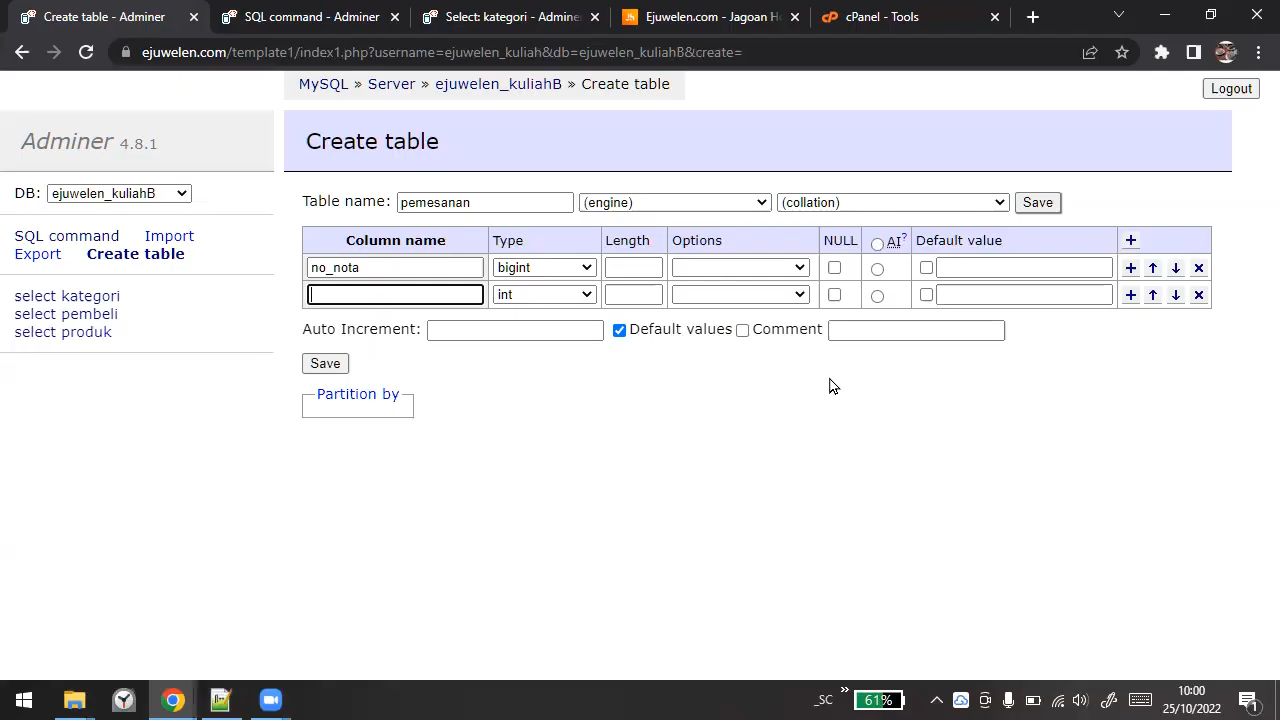 Create table - Adminer
SQL command - Adminer
Select: kategori - Admine
Ejuwelen.com - Jagoan H
cPanel - Tools
ejuwelen.com/template1/index1.php?username=ejuwelen_kuliah&db=ejuwelen_kuliahB&create=
MySQL » Server » ejuwelen_kuliahB » Create table
Logout
Adminer 4.8.1
Create table
DB: ejuwelen_kuliahB
SQL command Import
Export Create table
select kategori
select pembeli
select produk
Table name: pemesanan (engine) (collation) Save
Column name Type Length Options NULL AI? Default value
no_nota bigint
int
Auto Increment: Default values Comment
Save
Partition by
_SC
61%
10:00
25/10/2022
1